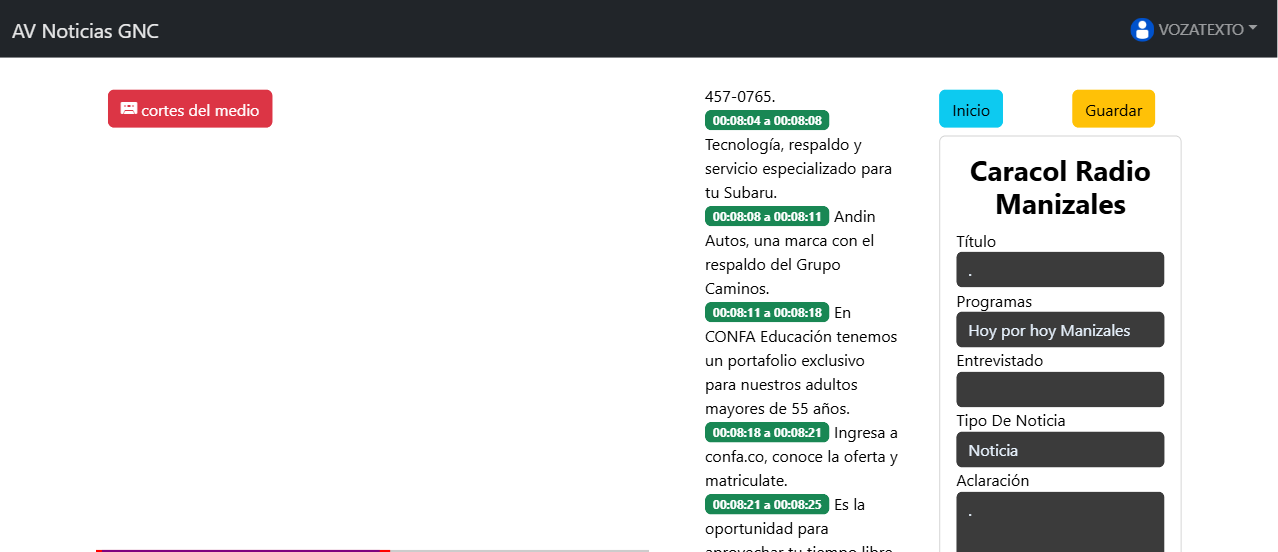 AV Noticias GNC
VOZATEXTO
cortes del medio
457-0765.
00:08:04 a 00:08:08
Tecnología, respaldo y
servicio especializado para
tu Subaru.
00:08:08 a 00:08:11 Andin
Autos, una marca con el
respaldo del Grupo
Caminos.
00:08:11 a 00:08:18 En
CONFA Educación tenemos
un portafolio exclusivo
para nuestros adultos
mayores de 55 años.
00:08:18 a 00:08:21 Ingresa a
confa.co, conoce la oferta y
matriculate.
00:08:21 a 00:08:25 Es la
oportunidad para
aprovechar tu tiempo libre
Inicio
Guardar
Caracol Radio
Manizales
Título
.
Programas
Hoy por hoy Manizales
Entrevistado
Tipo De Noticia
Noticia
Aclaración
.